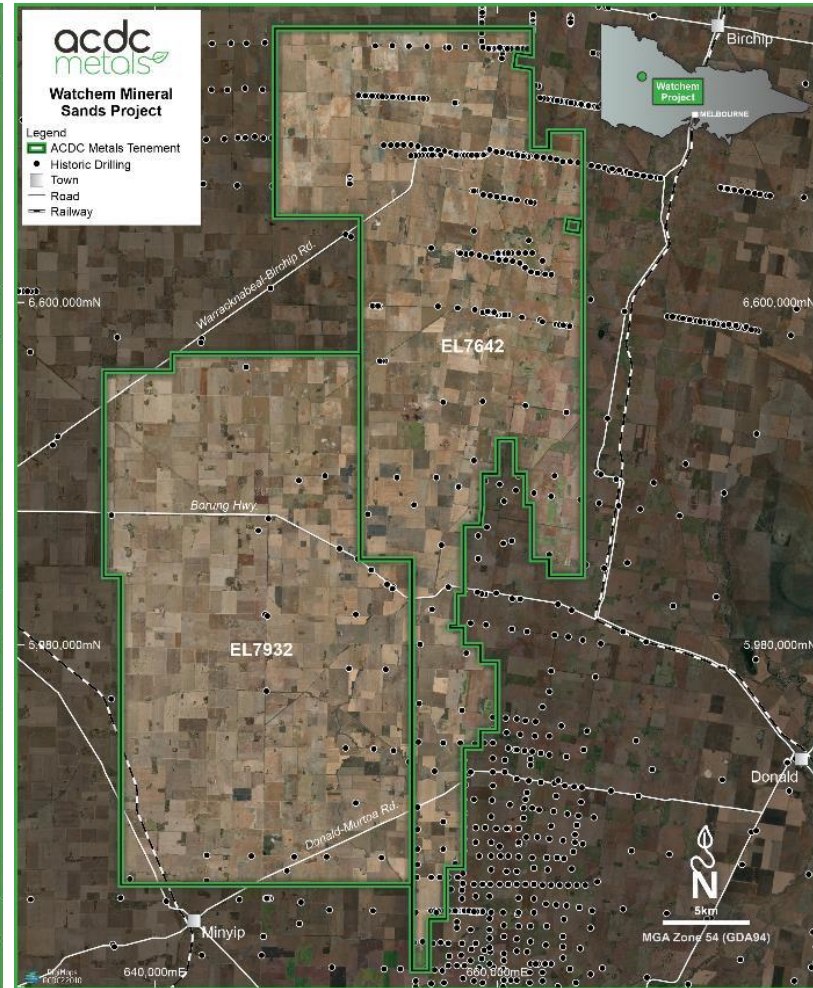 acdc
metals
Watchem Mineral
Sands Project
Legend
ACDC Metals Tenement
Historic Drilling
Town
Road
Railway
Birchip
Watchem
Project
MELBOURNE
Warracknabeal-Birchip Rd.
6,600,000mN
6,600,000mN
EL7642
Borung Hwy.
EL7932
5,980,000mN
5,980,000mN
Donald
Donald-Murtoa Rd.
N
5km
MGA Zone 54 (GDA94)
Minyip
640,000mE
660,000mE